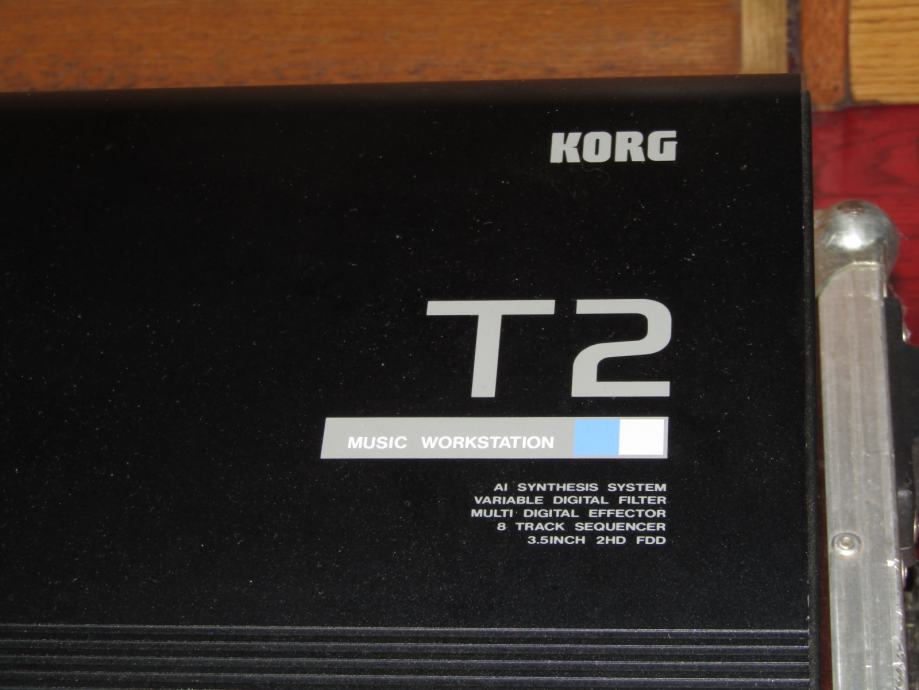 KORG
T2
MUSIC WORKSTATION
AI SYNTHESIS SYSTEM
VARIABLE DIGITAL FILTER
MULTI DIGITAL EFFECTOR
8 TRACK SEQUENCER
3.5INCH 2HD FDD